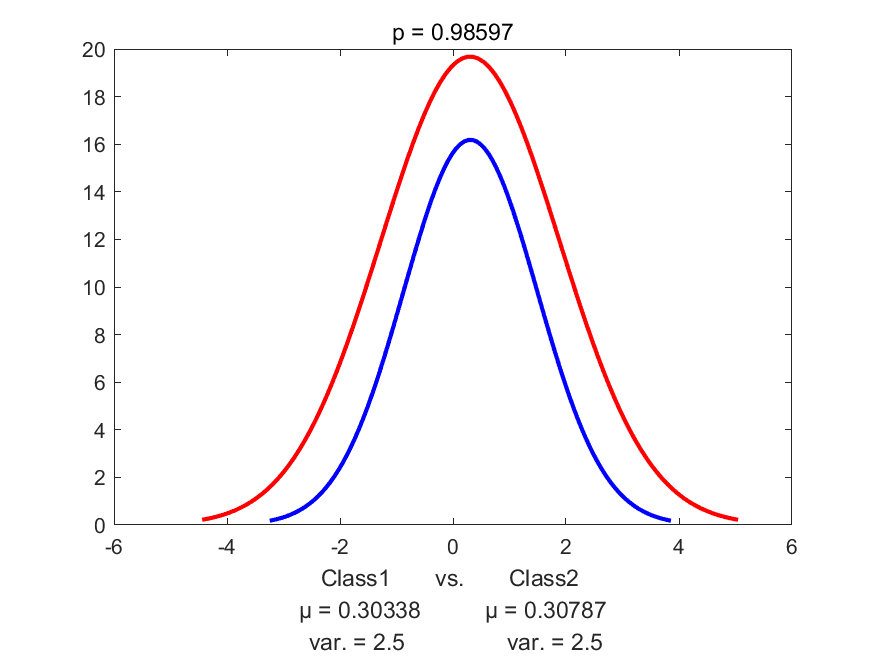 p = 0.98597
20
18
16
14
12
10
8
6
4
2
0
-6 -4 -2 0 2 4 6
Class1 vs. Class2
μ = 0.30338 μ = 0.30787
var. = 2.5 var. = 2.5